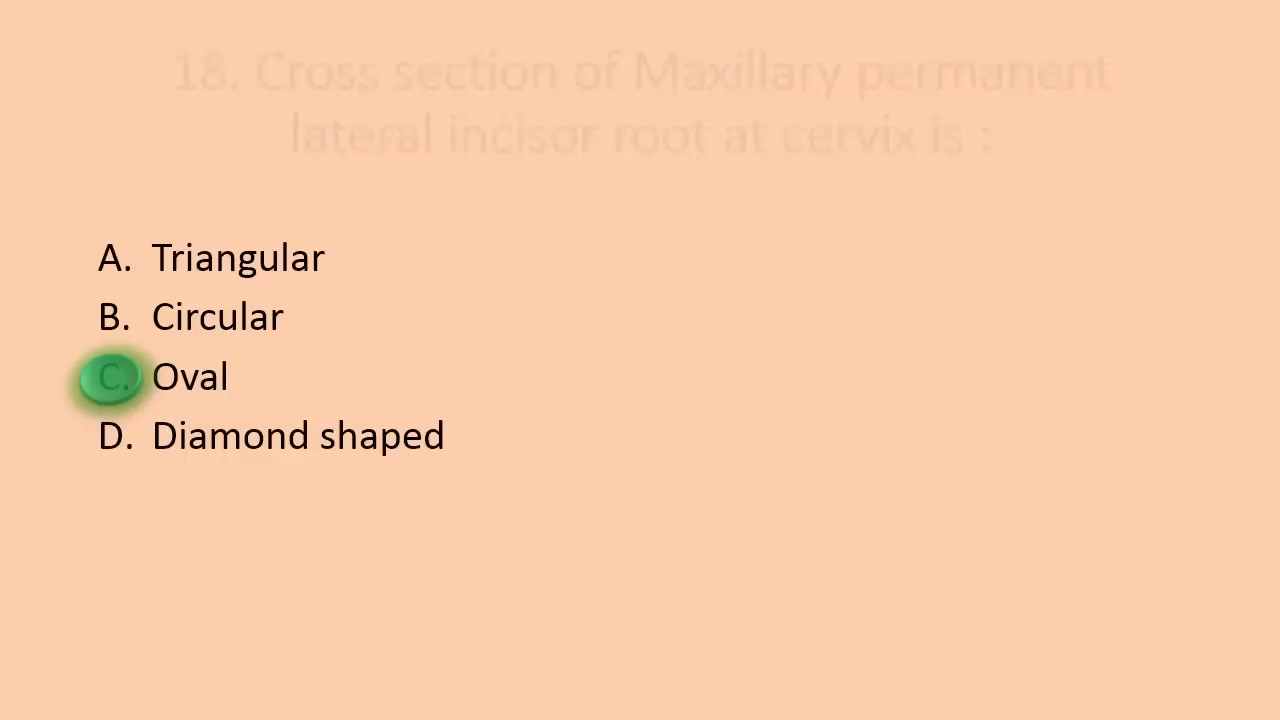 18. Cross section of Maxillary permanent
lateral incisor root at cervix is :
A. Triangular
B. Circular
C. Oval
D. Diamond shaped